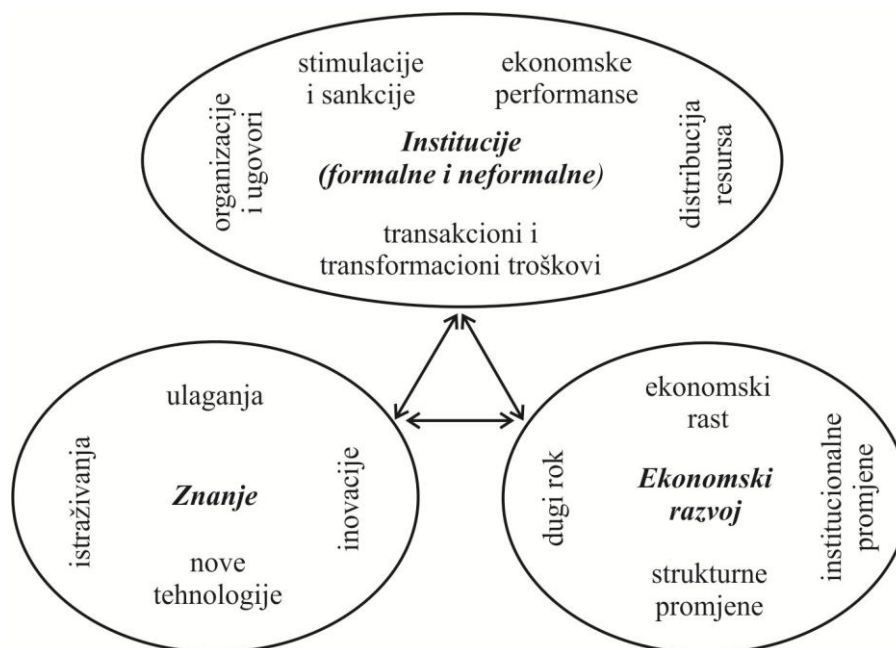 stimulacije
i sankcije
ekonomske
performanse
organizacije
i ugovori
Institucije
(formalne i neformalne)
distribucija
resursa
transakcioni i
transformacioni troškovi
ulaganja
istraživanja
Znanje
inovacije
nove
tehnologije
ekonomski
rast
dugi rok
Ekonomski
razvoj
institucionalne
promjene
strukturne
promjene